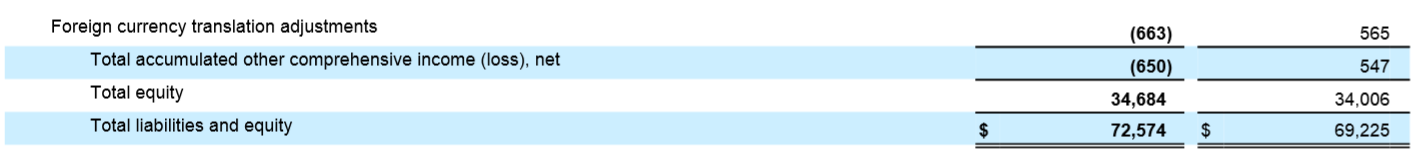 Foreign currency translation adjustments (663) 565
Total accumulated other comprehensive income (loss), net (650) 547
Total equity 34,684 34,006
Total liabilities and equity $ 72,574 $ 69,225